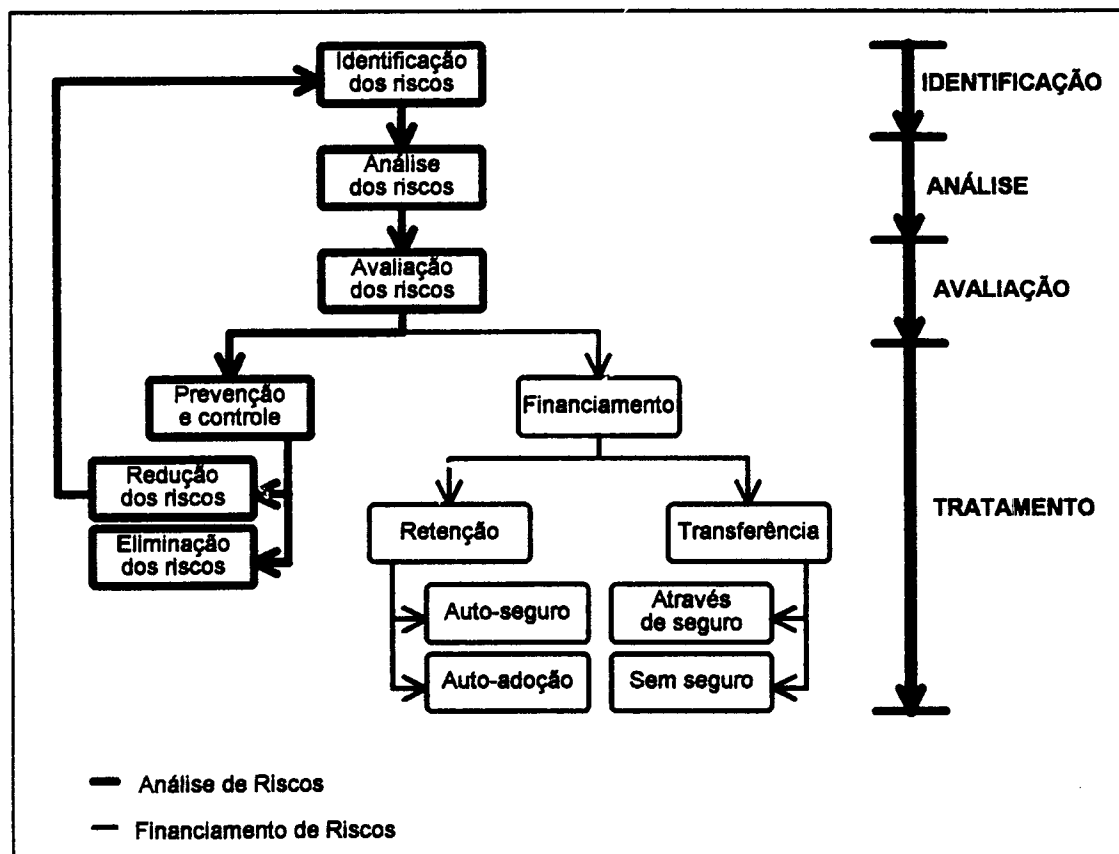 Identificação
dos riscos
IDENTIFICAÇÃO
Análise
dos riscos
ANÁLISE
Avaliação
dos riscos
AVALIAÇÃO
Prevenção
e controle
Financiamento
Redução
dos riscos
Eliminação
dos riscos
Retenção
Transferência
TRATAMENTO
Auto-seguro
Através
de seguro
Auto-adoção
Sem seguro
Análise de Riscos
Financiamento de Riscos